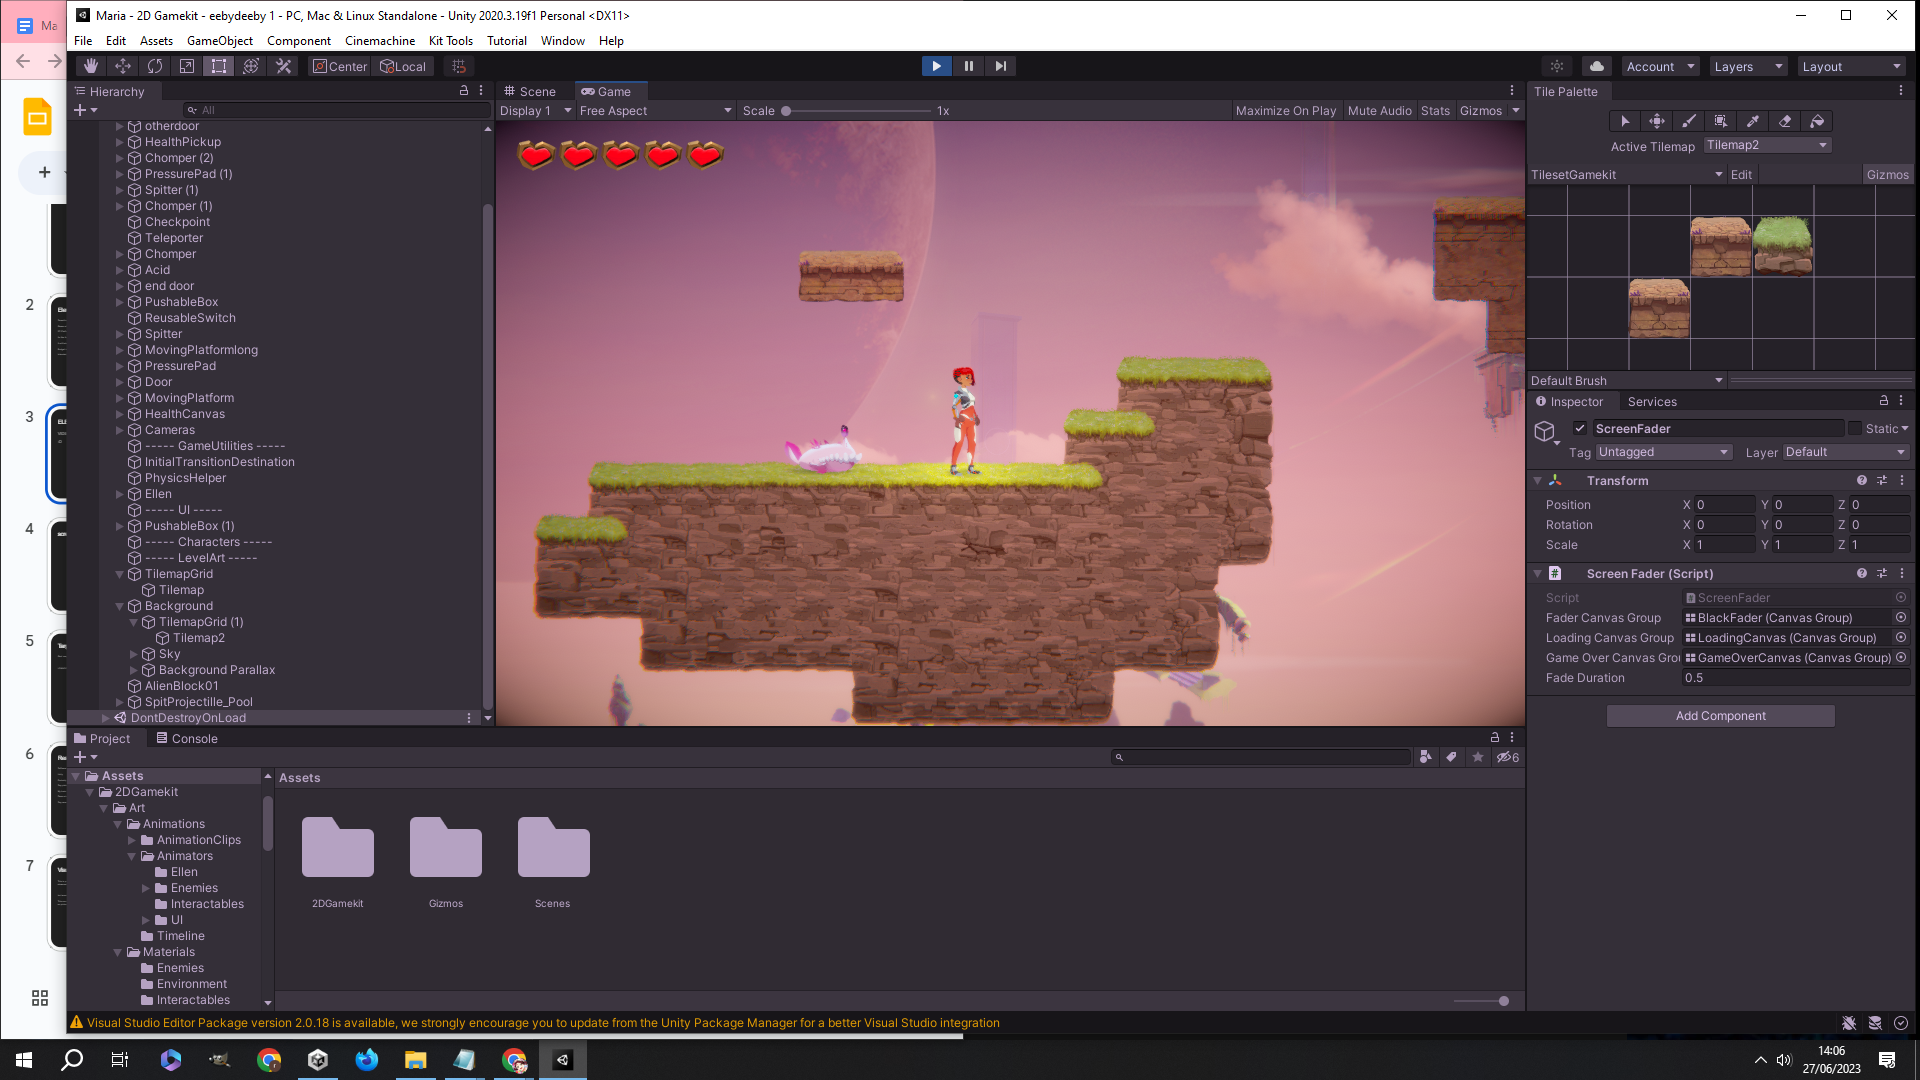 Ma
Maria - 2D Gamekit - eebydeeby 1 - PC, Mac & Linux Standalone - Unity 2020.3.19f1 Personal <DX11>
File Edit Assets GameObject Component Cinemachine Kit Tools Tutorial Window Help
Center Local Account Layers Layout
Hierarchy
All
otherdoor
HealthPickup
Chomper (2)
PressurePad (1)
Spitter (1)
Chomper (1)
Checkpoint
Teleporter
Chomper
Acid
end door
PushableBox
ReusableSwitch
Spitter
MovingPlatformlong
PressurePad
Door
MovingPlatform
HealthCanvas
Cameras
----- GameUtilities -----
InitialTransitionDestination
PhysicsHelper
Ellen
----- UI -----
PushableBox (1)
----- Characters -----
----- LevelArt -----
TilemapGrid
Tilemap
Background
TilemapGrid (1)
Tilemap2
Sky
Background Parallax
AlienBlock01
SpitProjectille_Pool
DontDestroyOnLoad
Scene Game
Display 1 Free Aspect Scale 1x Maximize On Play Mute Audio Stats Gizmos
Tile Palette
Active Tilemap Tilemap2
TilesetGamekit Edit Gizmos
Default Brush
Inspector Services
ScreenFader Static
Tag Untagged Layer Default
Transform
Position X 0 Y 0 Z 0
Rotation X 0 Y 0 Z 0
Scale X 1 Y 1 Z 1
Screen Fader (Script)
Script ScreenFader
Fader Canvas Group BlackFader (Canvas Group)
Loading Canvas Group LoadingCanvas (Canvas Group)
Game Over Canvas Grou GameOverCanvas (Canvas Group)
Fade Duration 0.5
Add Component
Project Console
6
Assets
2DGamekit
Art
Animations
AnimationClips
Animators
Ellen
Enemies
Interactables
UI
Timeline
Materials
Enemies
Environment
Interactables
Assets
2DGamekit Gizmos Scenes
Visual Studio Editor Package version 2.0.18 is available, we strongly encourage you to update from the Unity Package Manager for a better Visual Studio integration
2
3
4
5
6
7
14:06
27/06/2023